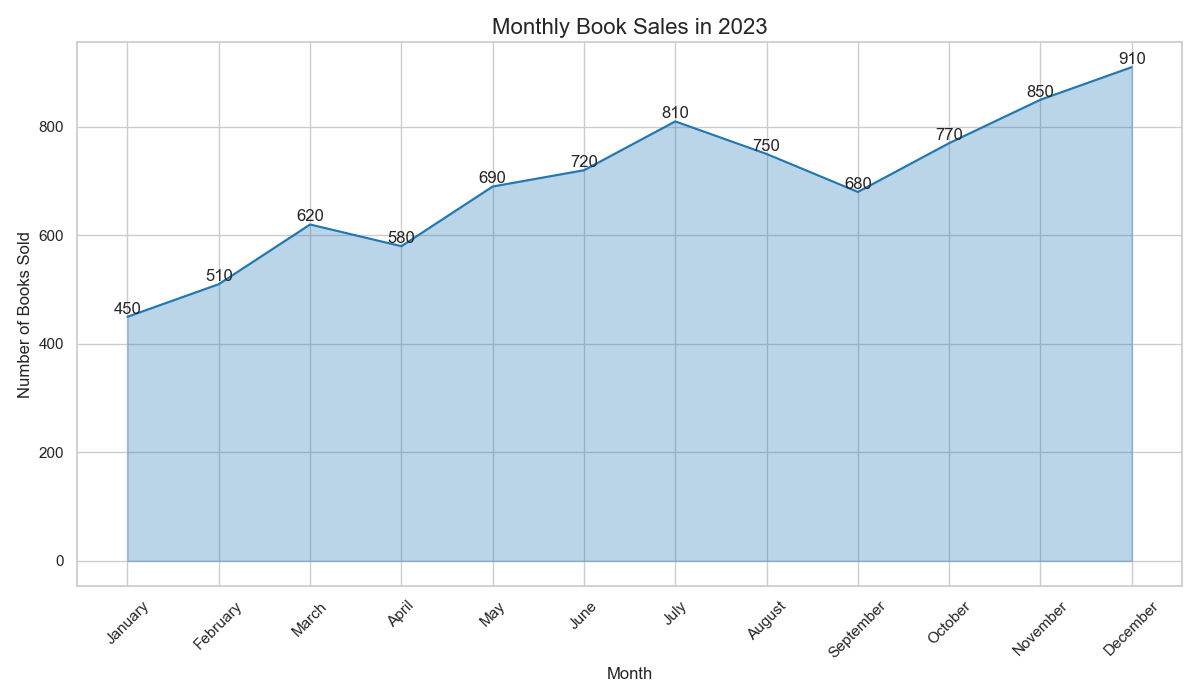 Monthly Book Sales in 2023
Number of Books Sold
800
600
400
200
0
450
510
620
580
690
720
810
750
680
770
850
910
January
February
March
April
May
June
July
August
September
October
November
December
Month